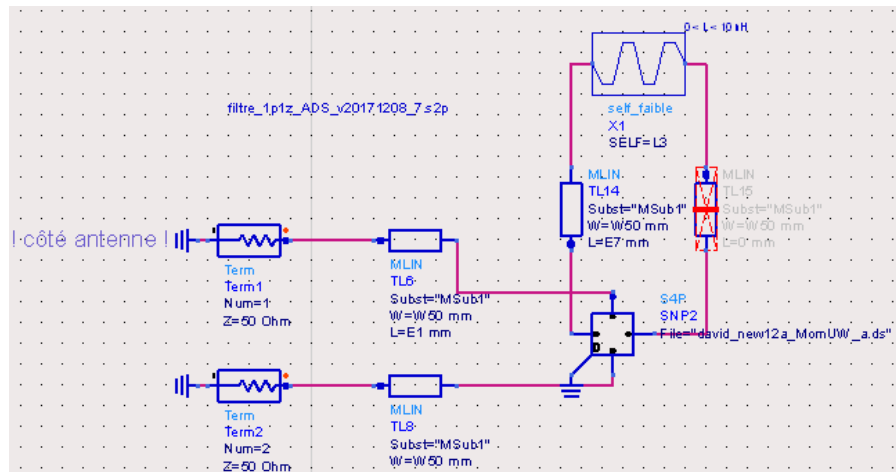 0 < L < 10 nH
filtre_1p1z_ADS_v20171208_7.s2p
self_faible
X1
SELF=L3
MLIN
TL14
Subst="MSub1"
W=W50 mm
L=E7 mm
MLIN
TL15
Subst="MSub1"
W=W50 mm
L=0 mm
! côté antenne !
Term
Term1
Num=1
Z=50 Ohm
MLIN
TL6
Subst="MSub1"
W=W50 mm
L=E1 mm
S4P
SNP2
File="david_new12a_MomUW_a.ds"
Term
Term2
Num=2
Z=50 Ohm
MLIN
TL8
Subst="MSub1"
W=W50 mm